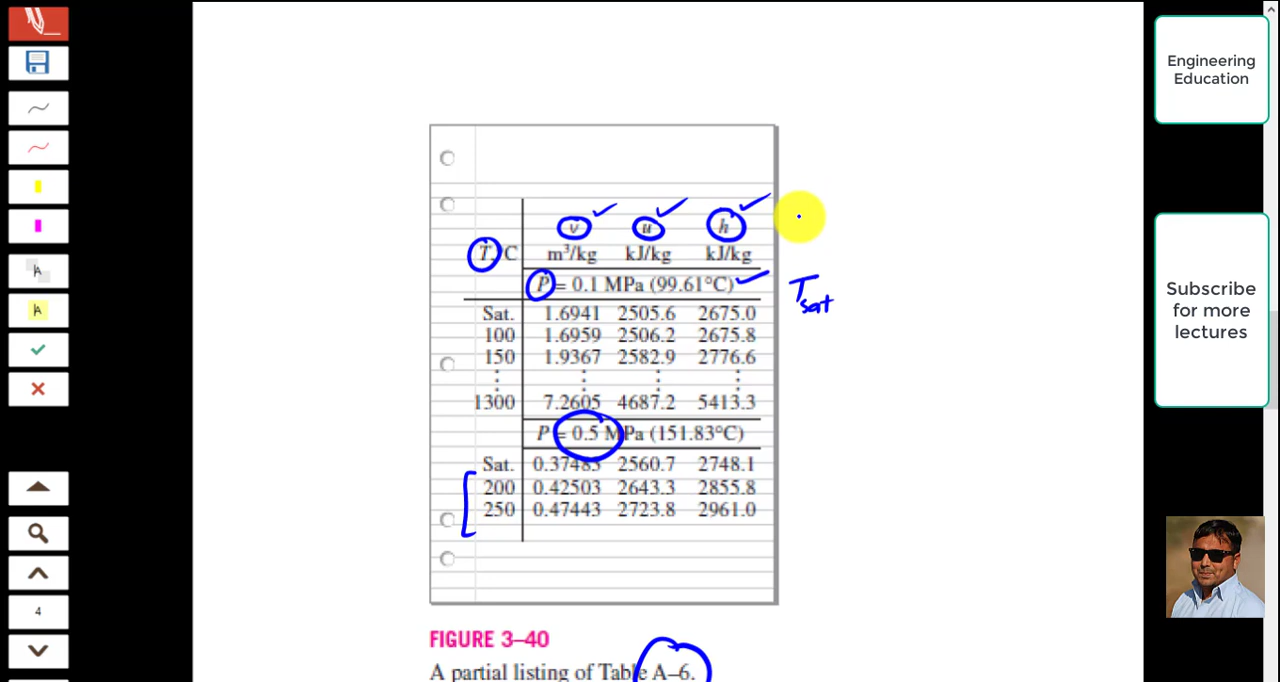 Engineering
Education
Subscribe
for more
lectures
v u h
T, °C m³/kg kJ/kg kJ/kg
P = 0.1 MPa (99.61°C)
Tsat
Sat. 1.6941 2505.6 2675.0
100 1.6959 2506.2 2675.8
150 1.9367 2582.9 2776.6
⋮ ⋮ ⋮ ⋮
1300 7.2605 4687.2 5413.3
P = 0.5 MPa (151.83°C)
Sat. 0.37483 2560.7 2748.1
200 0.42503 2643.3 2855.8
250 0.47443 2723.8 2961.0
FIGURE 3–40
A partial listing of Table A–6.
A
A
4